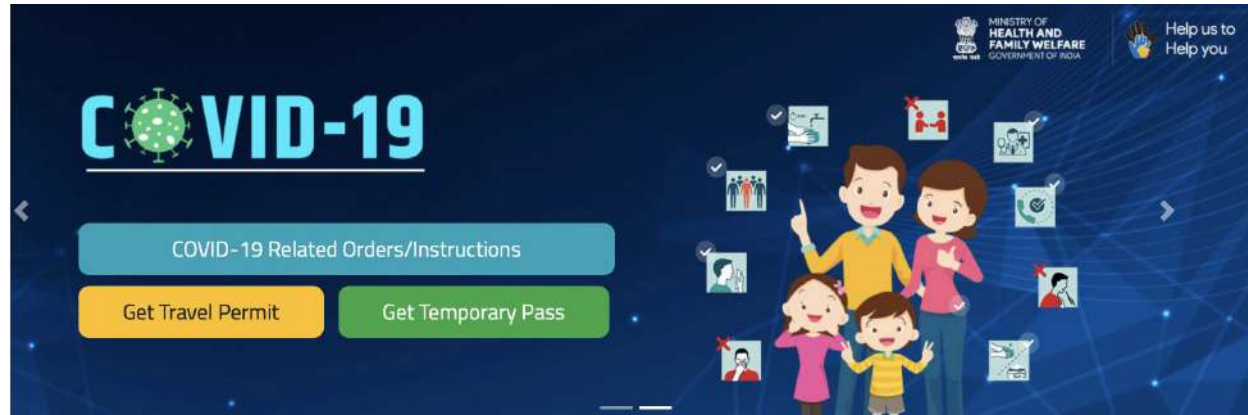 MINISTRY OF
HEALTH AND
FAMILY WELFARE
GOVERNMENT OF INDIA
Help us to
Help you
COVID-19
COVID-19 Related Orders/Instructions
Get Travel Permit
Get Temporary Pass